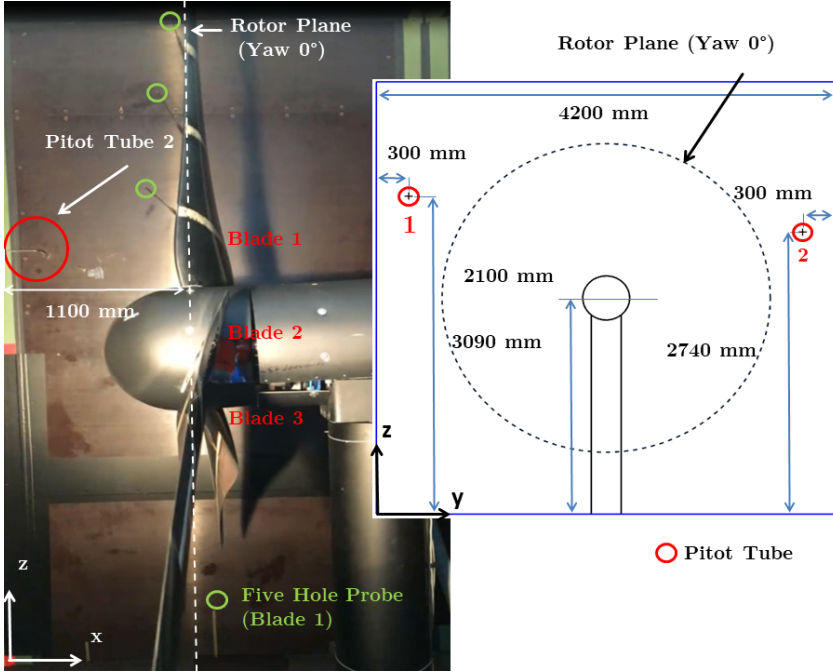 Rotor Plane
(Yaw 0°)
Pitot Tube 2
Blade 1
1100 mm
Blade 2
Blade 3
z
x
Five Hole Probe
(Blade 1)
Rotor Plane (Yaw 0°)
4200 mm
300 mm
300 mm
1
2
2100 mm
3090 mm
2740 mm
z
y
Pitot Tube